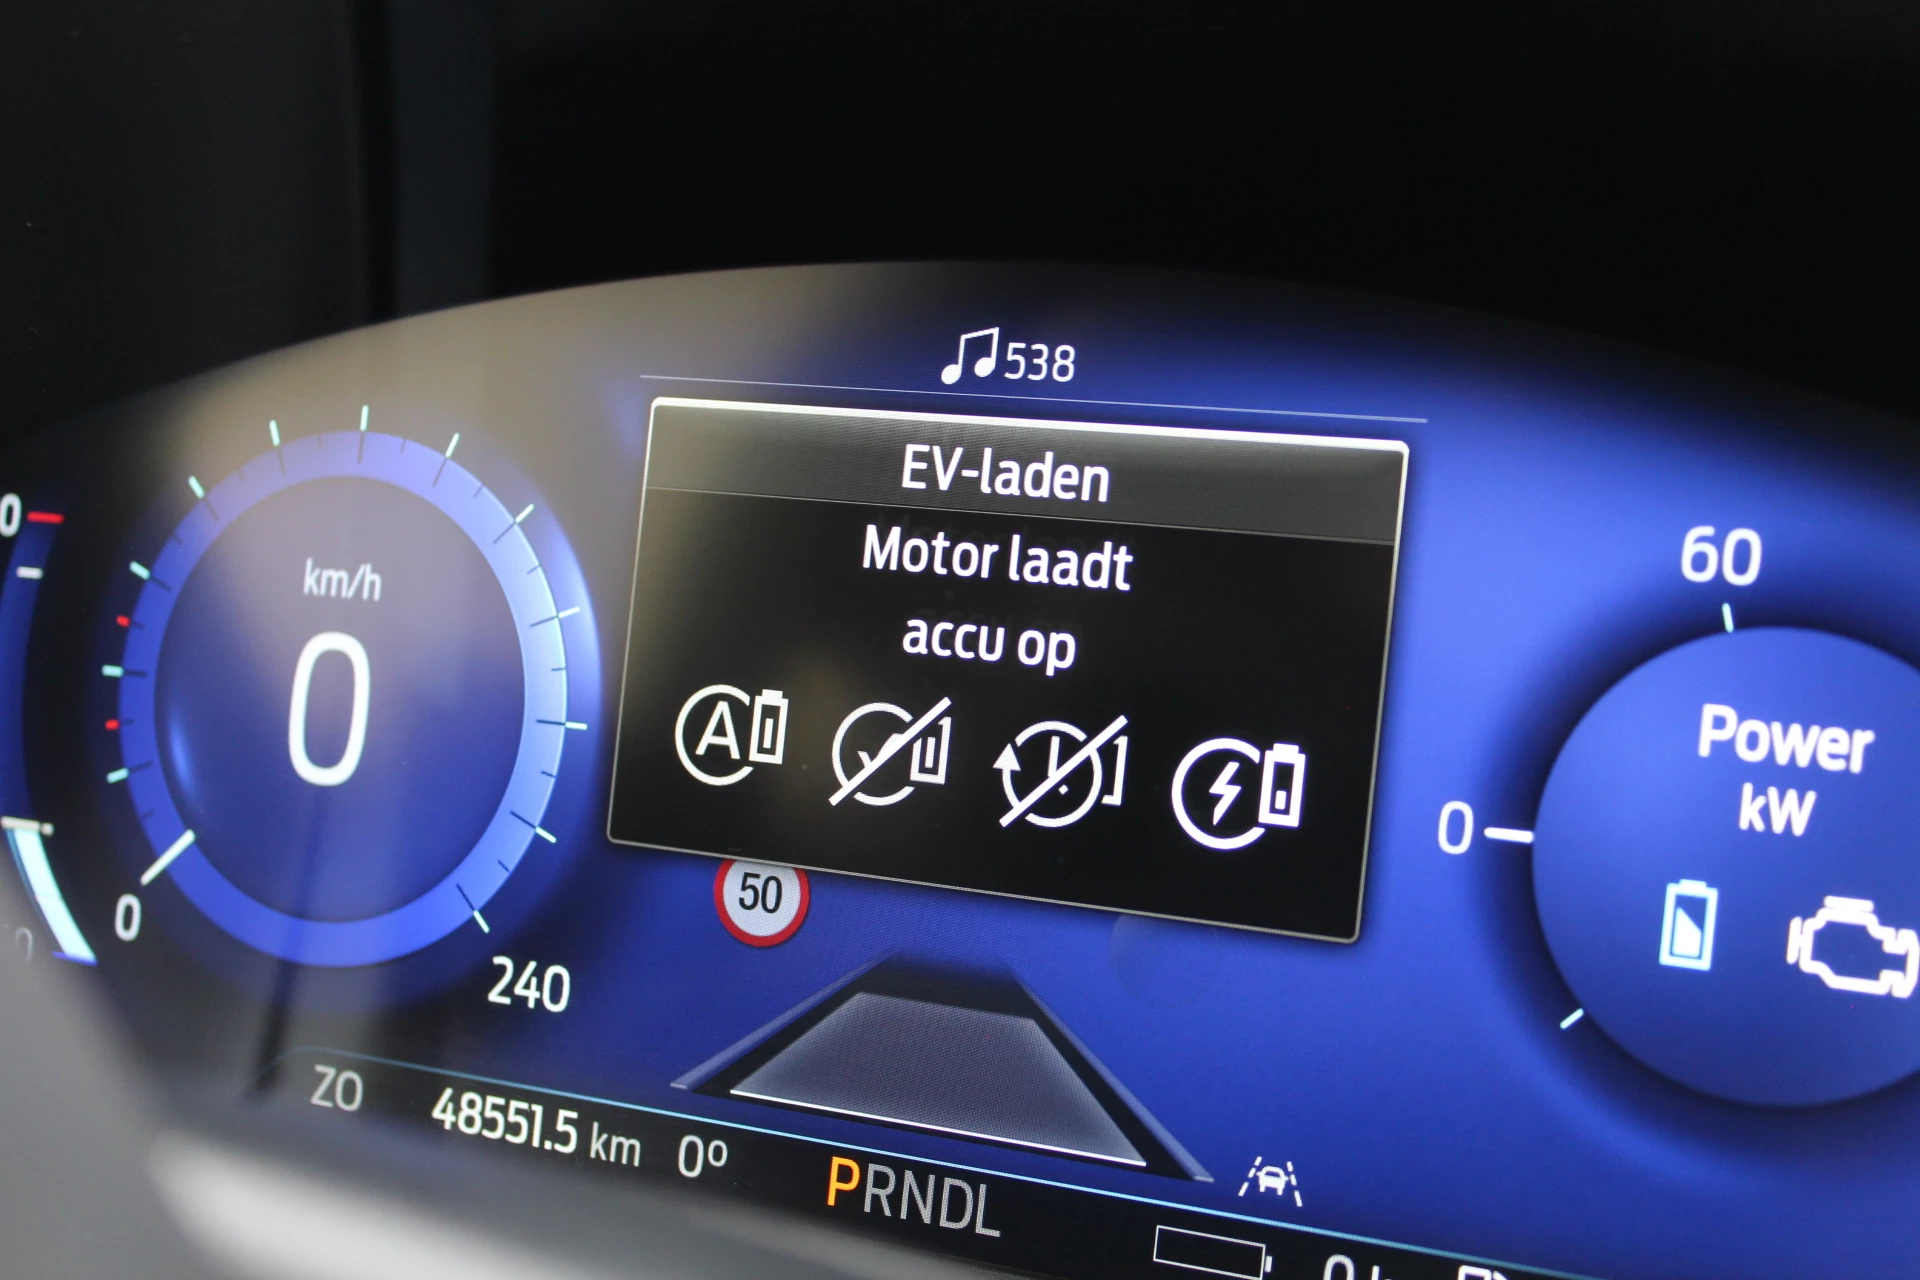 538
EV-laden
Motor laadt
accu op
A
km/h
0
0
240
50
60
0
Power
kW
ZO
48551.5 km
0°
PRNDL